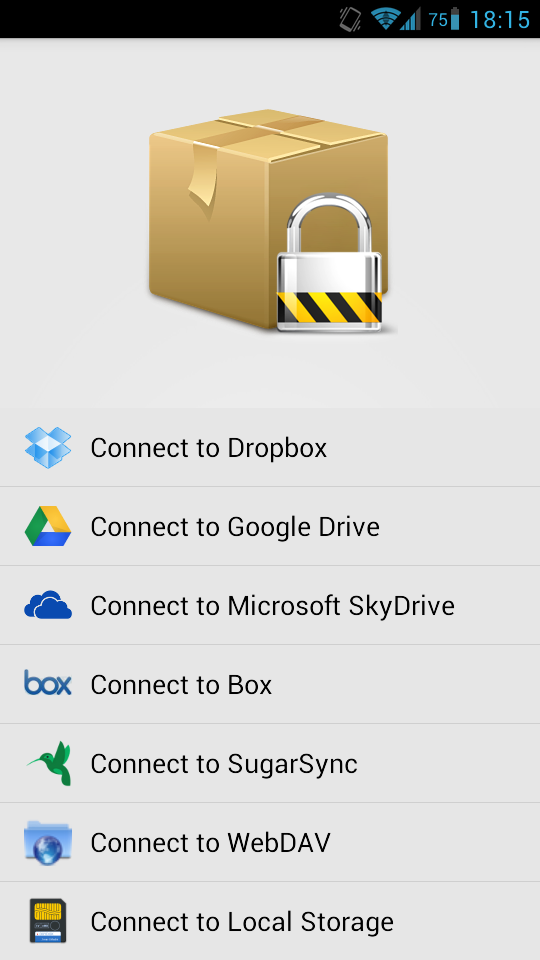 75 18:15
Connect to Dropbox
Connect to Google Drive
Connect to Microsoft SkyDrive
box Connect to Box
Connect to SugarSync
Connect to WebDAV
Connect to Local Storage